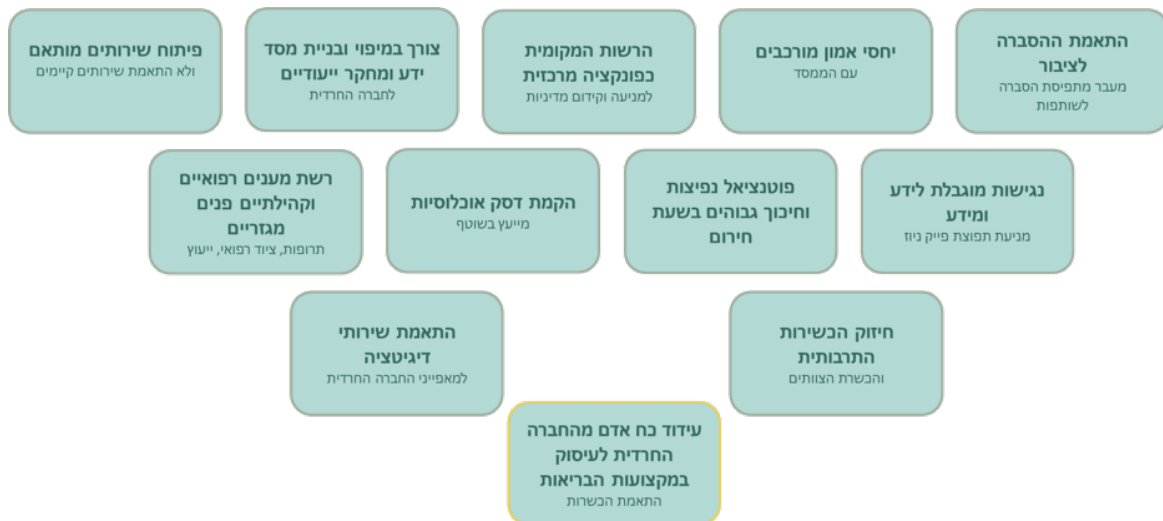 התאמת ההסברה
לציבור
מעבר מתפיסת הסברה
לשותפות
יחסי אמון מורכבים
עם הממסד
הרשות המקומית
כפונקציה מרכזית
למניעה וקידום מדיניות
צורך במיפוי ובניית מסד
ידע ומחקר ייעודיים
לחברה החרדית
פיתוח שירותים מותאם
ולא התאמת שירותים קיימים
נגישות מוגבלת לידע
ומידע
מניעת תפוצת פייק ניוז
פוטנציאל נפיצות
וחיכוך גבוהים בשעת
חירום
הקמת דסק אוכלוסיות
מייעץ בשוטף
רשת מענים רפואיים
וקהילתיים פנים
מגזריים
תרופות, ציוד רפואי, ייעוץ
חיזוק הכשירות
התרבותית
והכשרת הצוותים
התאמת שירותי
דיגיטציה
למאפייני החברה החרדית
עידוד כח אדם מהחברה
החרדית לעיסוק
במקצועות הבריאות
התאמת הכשרות